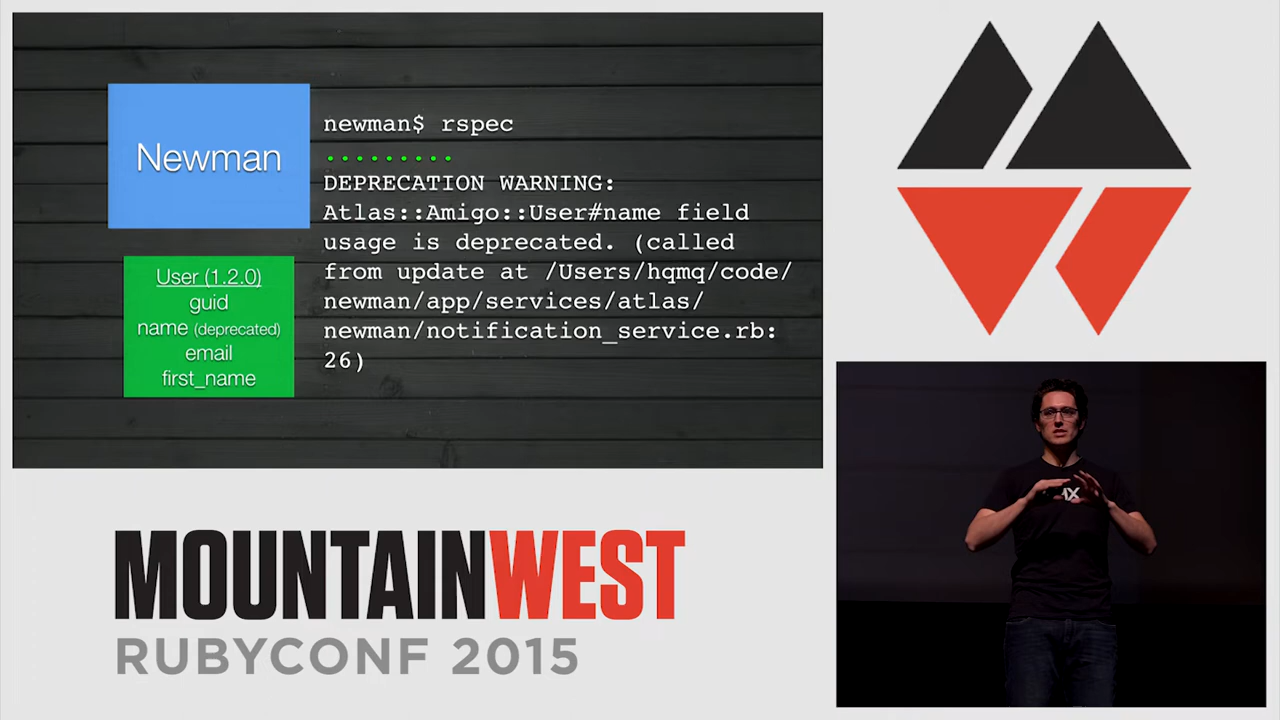 Newman
User (1.2.0)
guid
name (deprecated)
email
first_name
newman$ rspec
.........
DEPRECATION WARNING:
Atlas::Amigo::User#name field
usage is deprecated. (called
from update at /Users/hqmq/code/
newman/app/services/atlas/
newman/notification_service.rb:
26)
MOUNTAINWEST
RUBYCONF 2015